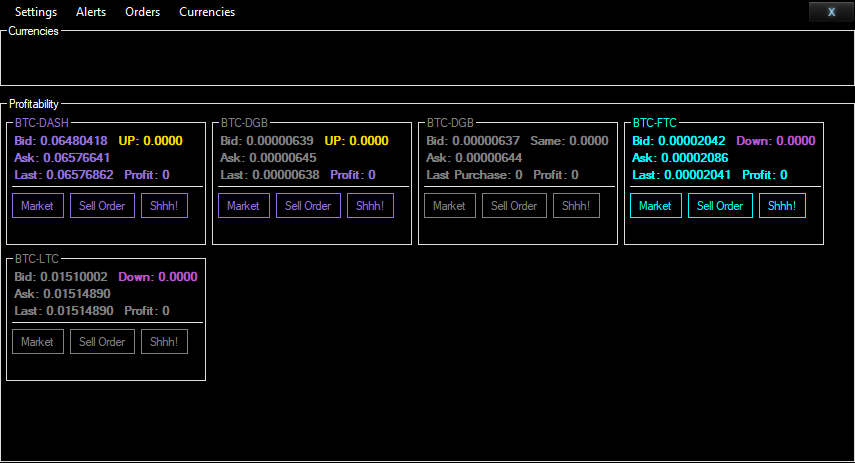 Settings Alerts Orders Currencies X
Currencies
Profitability
BTC-DASH
Bid: 0.06480418 UP: 0.0000
Ask: 0.06576641
Last: 0.06576862 Profit: 0
Market Sell Order Shhh!
BTC-DGB
Bid: 0.00000639 UP: 0.0000
Ask: 0.00000645
Last: 0.00000638 Profit: 0
Market Sell Order Shhh!
BTC-DGB
Bid: 0.00000637 Same: 0.0000
Ask: 0.00000644
Last Purchase: 0 Profit: 0
Market Sell Order Shhh!
BTC-FTC
Bid: 0.00002042 Down: 0.0000
Ask: 0.00002086
Last: 0.00002041 Profit: 0
Market Sell Order Shhh!
BTC-LTC
Bid: 0.01510002 Down: 0.0000
Ask: 0.01514890
Last: 0.01514890 Profit: 0
Market Sell Order Shhh!